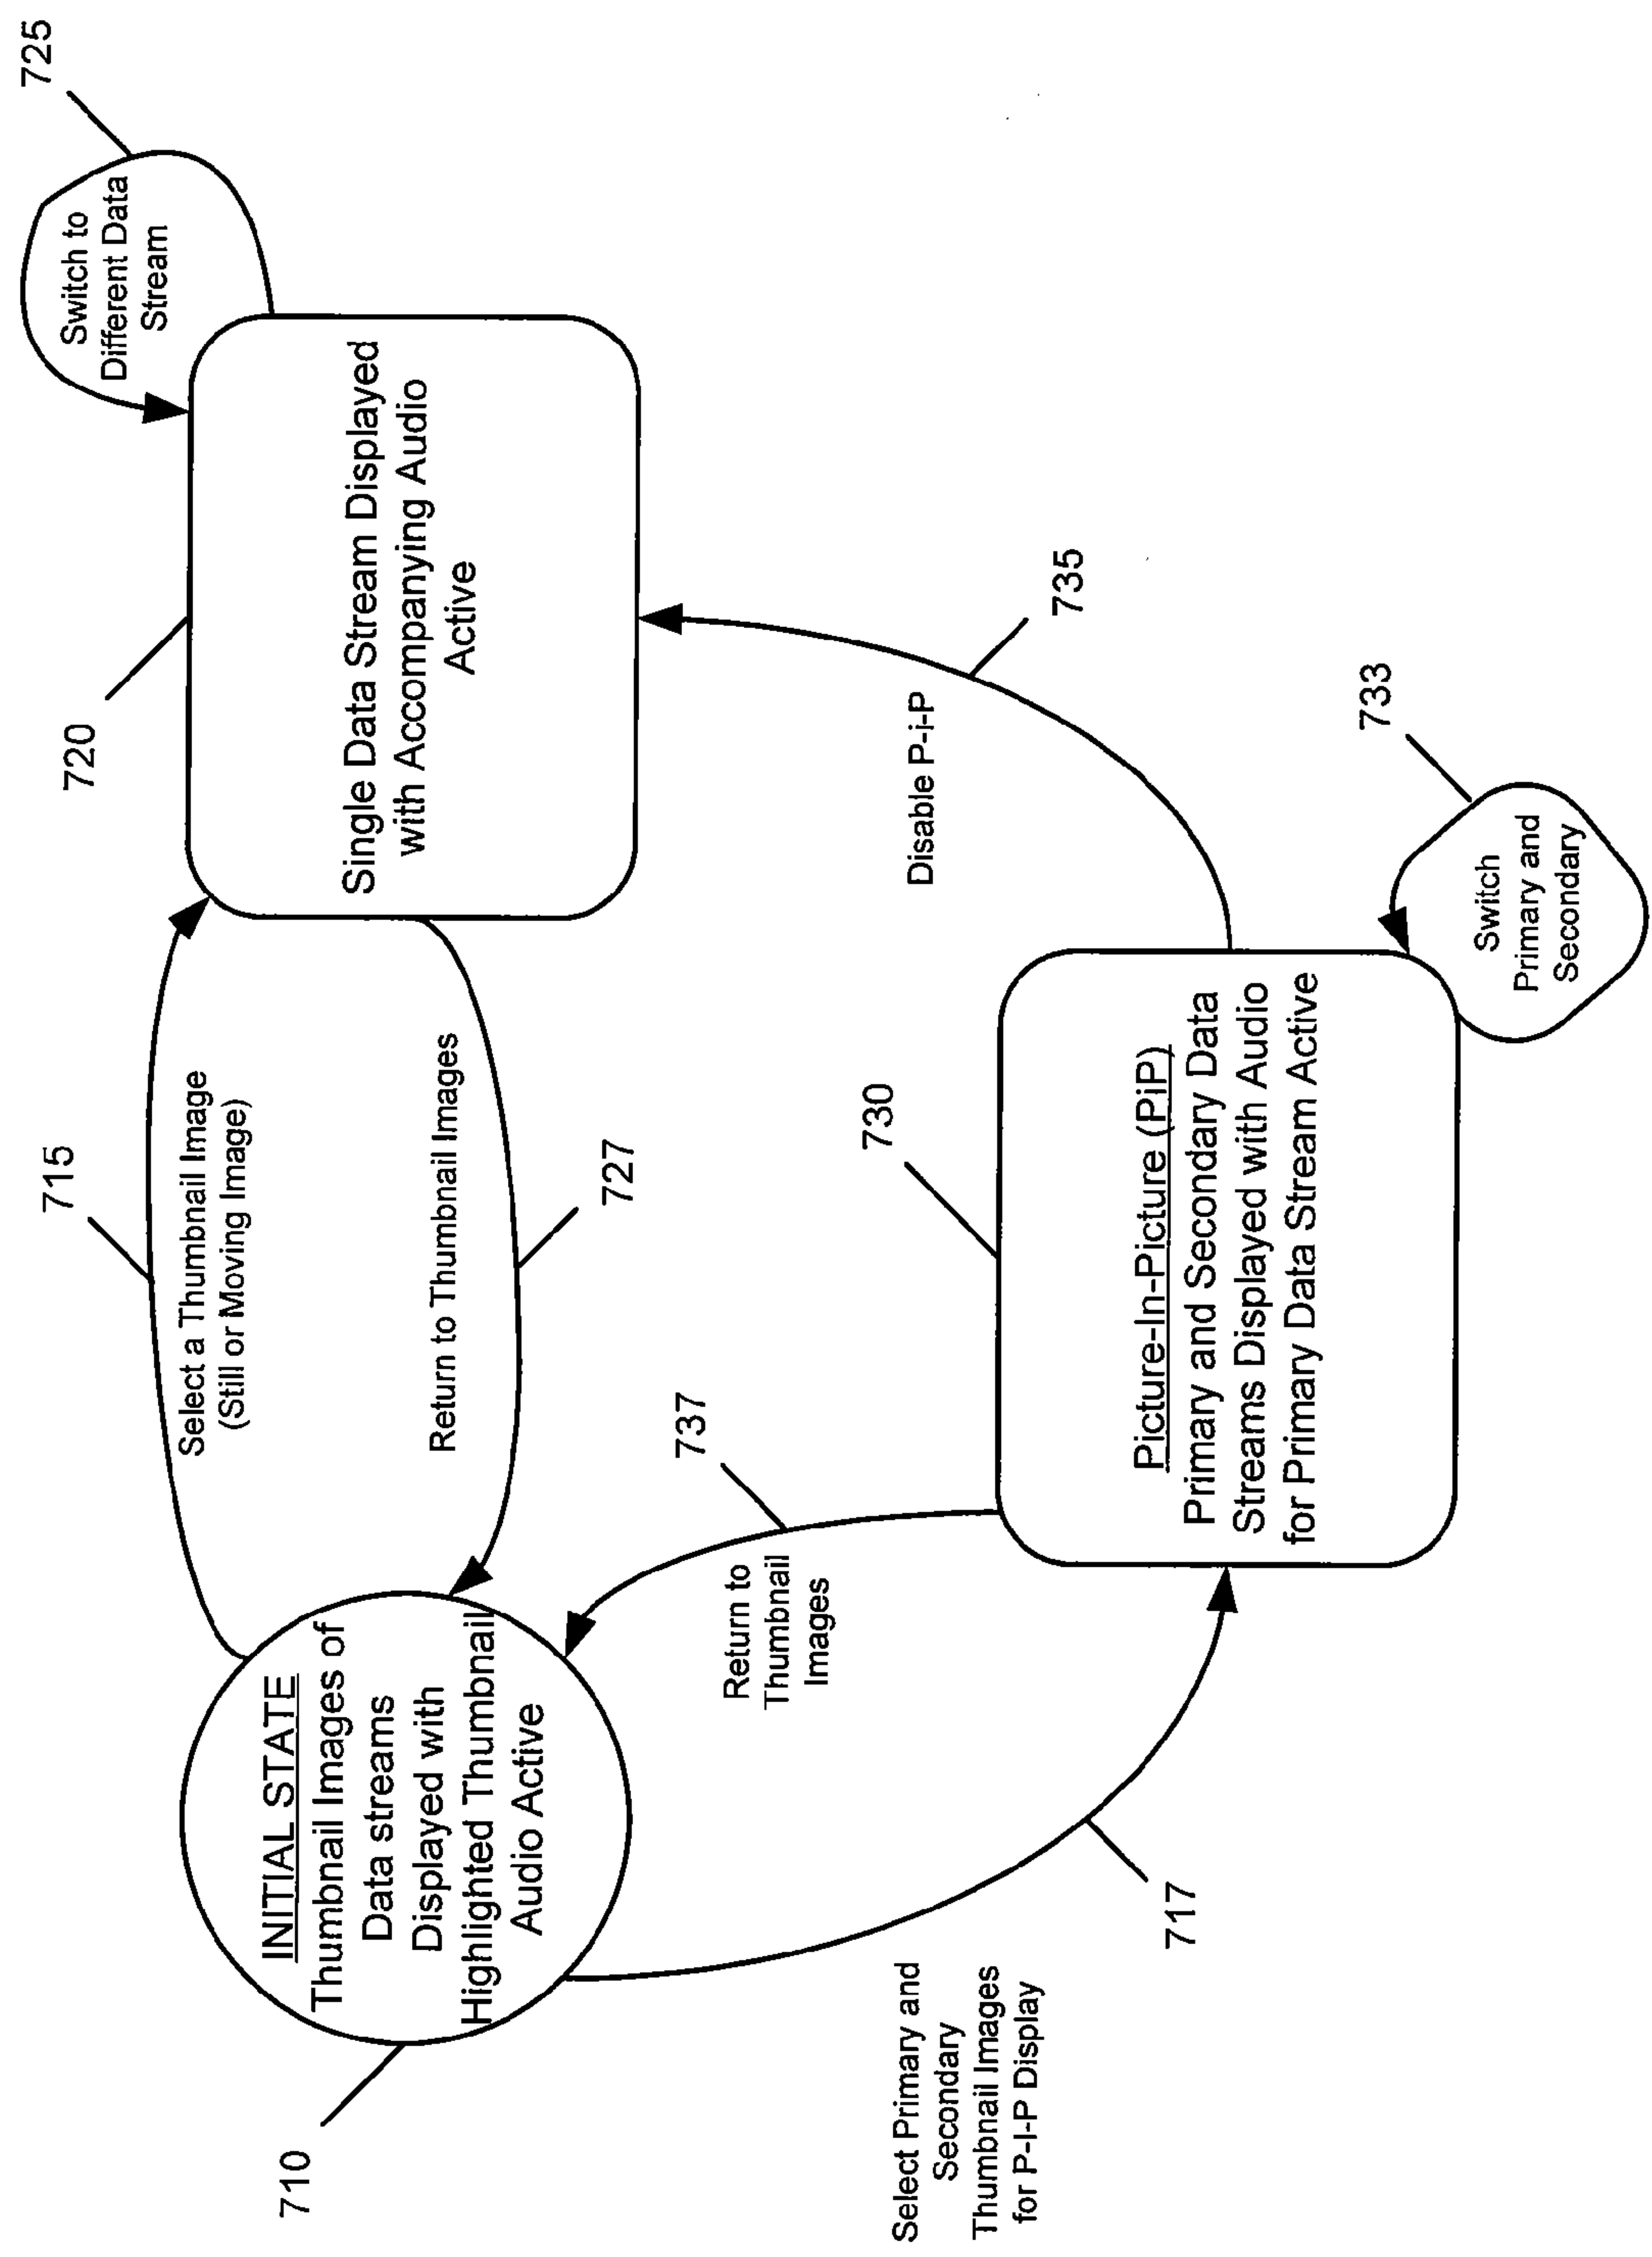 725
Switch to
Different Data
Stream
720
Single Data Stream Displayed
with Accompanying Audio
Active
715
Select a Thumbnail Image
(Still or Moving Image)
Return to Thumbnail Images
727
710
INITIAL STATE
Thumbnail Images of
Data streams
Displayed with
Highlighted Thumbnail
Audio Active
737
Return to
Thumbnail
Images
Disable P-i-P
735
730
Picture-In-Picture (PiP)
Primary and Secondary Data
Streams Displayed with Audio
for Primary Data Stream Active
733
Switch
Primary and
Secondary
Select Primary and
Secondary
Thumbnail Images
for P-I-P Display
717